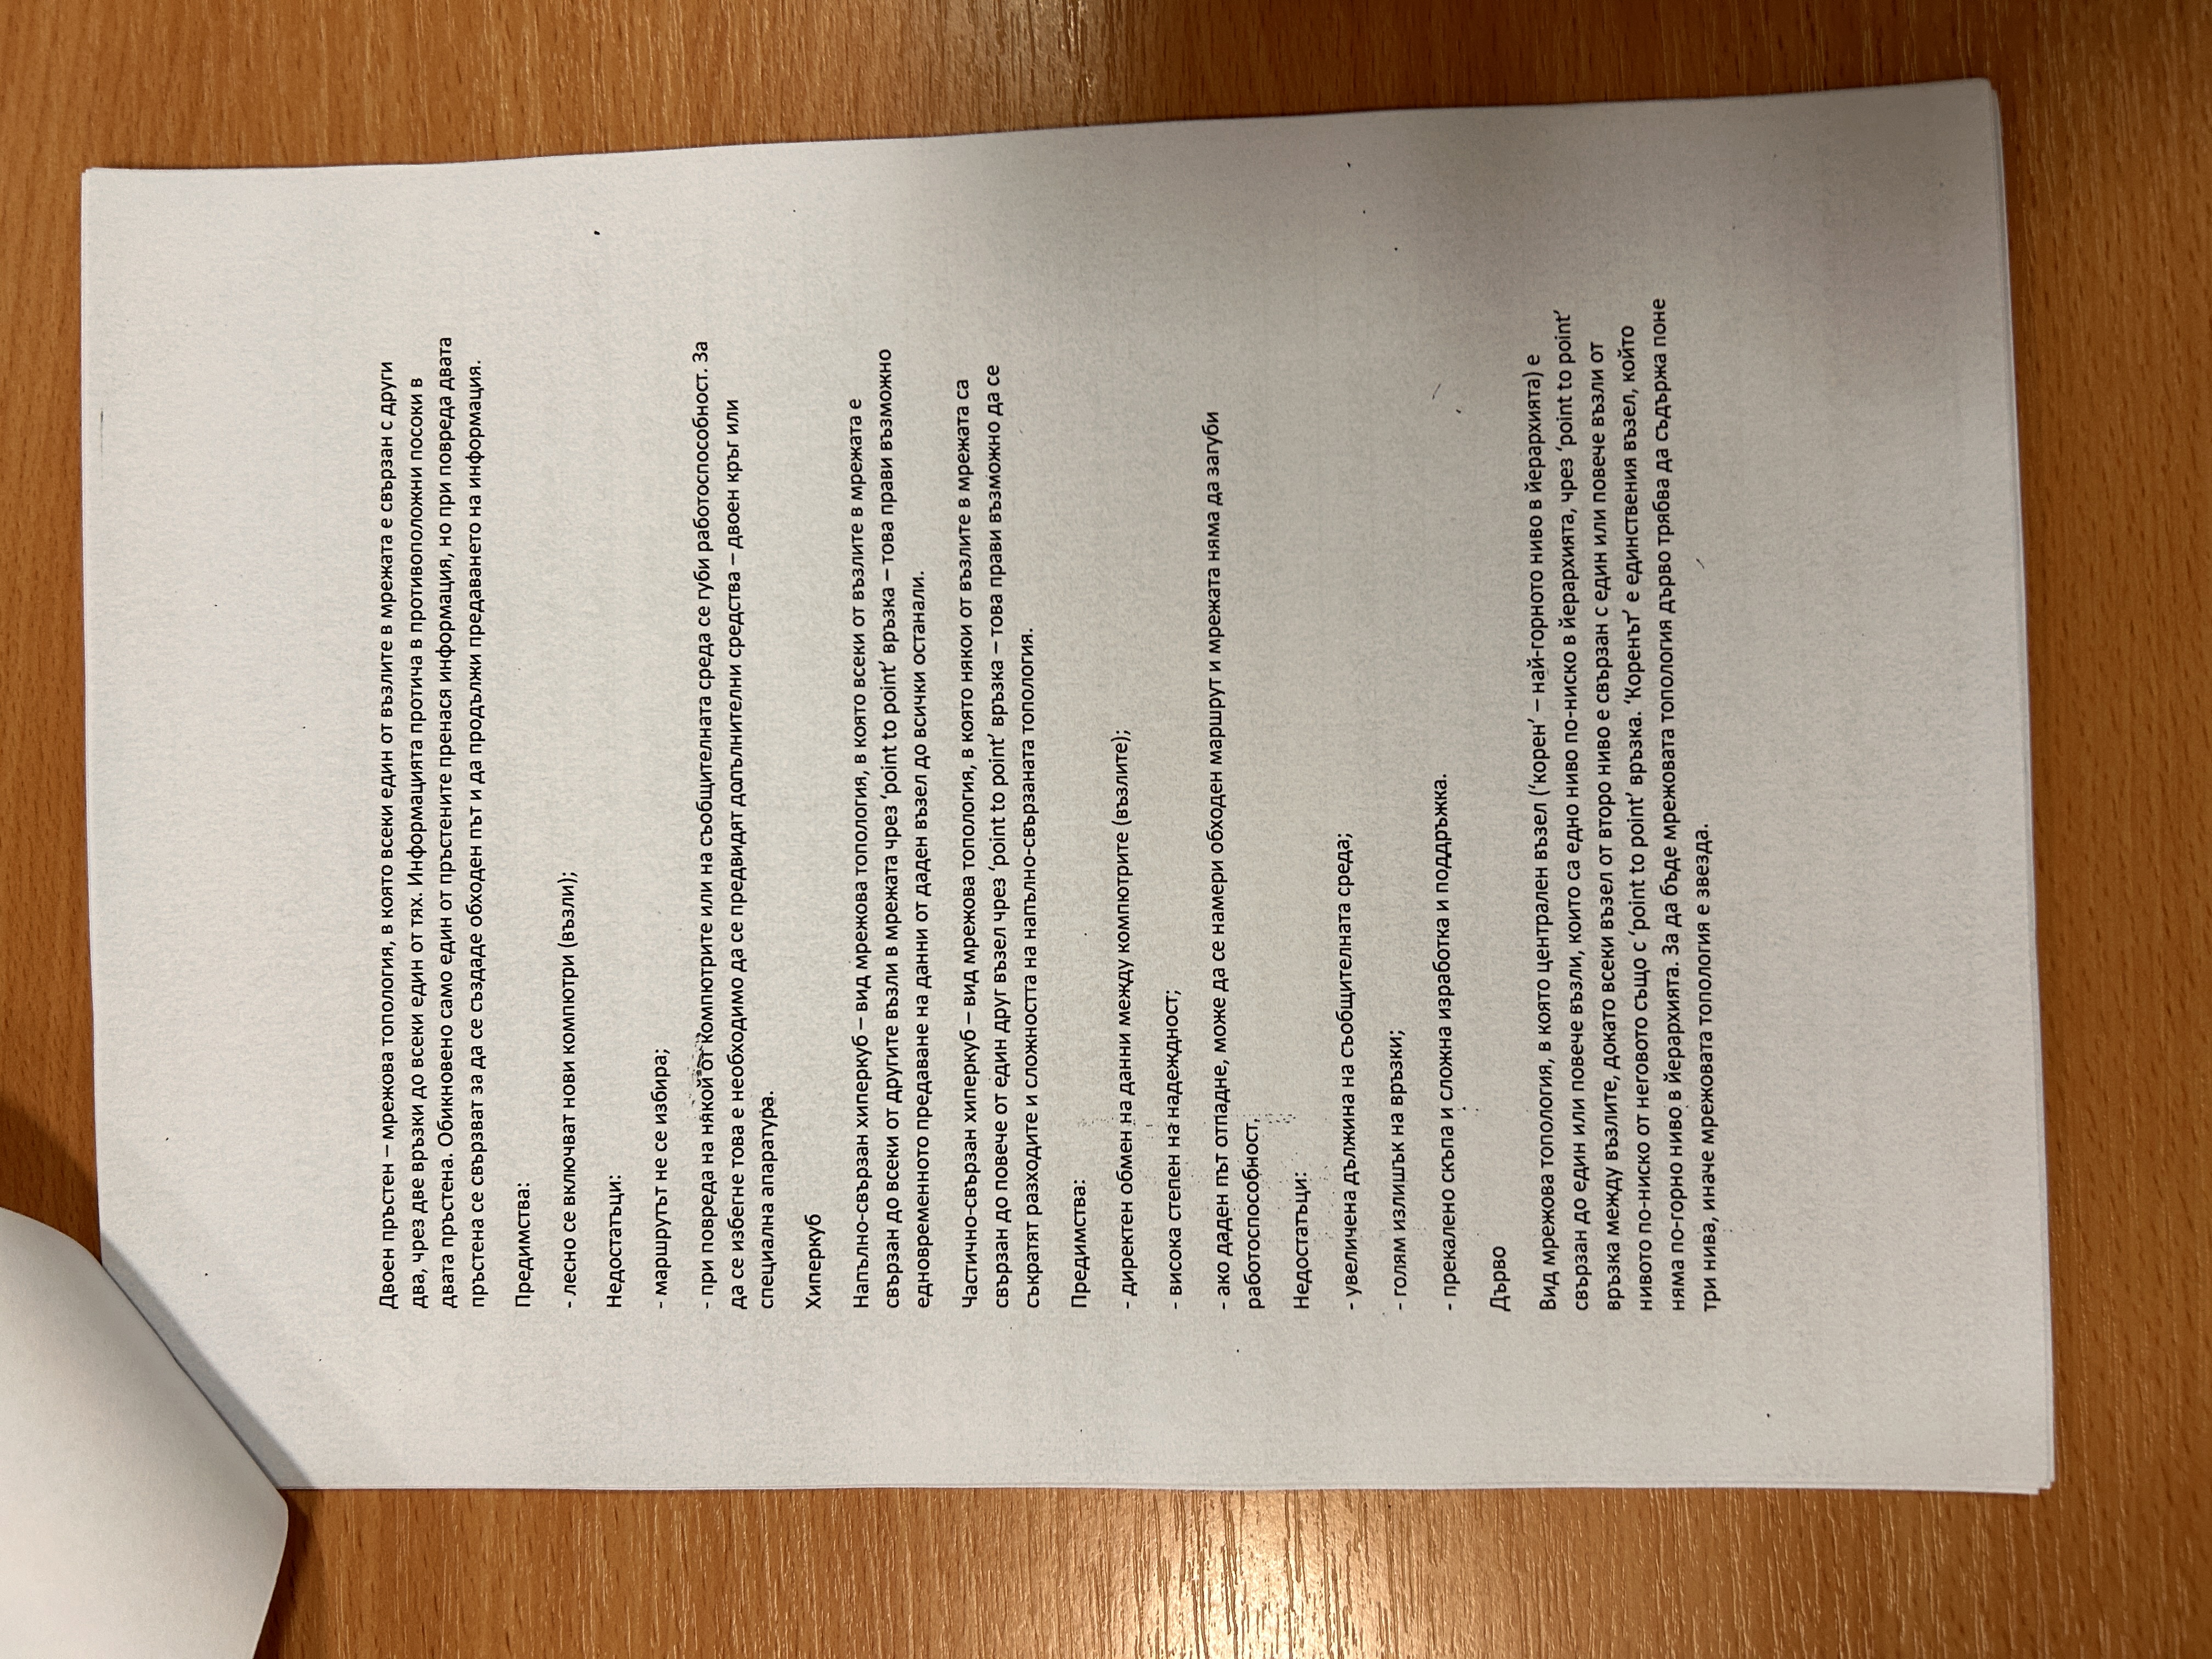 Двоен пръстен – мрежова топология, в която всеки един от възлите в мрежата е свързан с други
два, чрез две връзки до всеки един от тях. Информацията протича в противоположни посоки в
двата пръстена. Обикновено само един от пръстените пренася информация, но при повреда двата
пръстена се свързват за да се създаде обходен път и да продължи предаването на информация.
Предимства:
- лесно се включват нови компютри (възли);
Недостатъци:
- маршрутът не се избира;
- при повреда на някой от компютрите или на съобщителната среда се губи работоспособност. За
да се избегне това е необходимо да се предвидят допълнителни средства – двоен кръг или
специална апаратура.
Хиперкуб
Напълно-свързан хиперкуб – вид мрежова топология, в която всеки от възлите в мрежата е
свързан до всеки от другите възли в мрежата чрез ‘point to point’ връзка – това прави възможно
едновременното предаване на данни от даден възел до всички останали.
Частично-свързан хиперкуб – вид мрежова топология, в която някои от възлите в мрежата са
свързан до повече от един друг възел чрез ‘point to point’ връзка – това прави възможно да се
съкратят разходите и сложността на напълно-свързаната топология.
Предимства:
- директен обмен на данни между компютрите (възлите);
- висока степен на надеждност;
- ако даден път отпадне, може да се намери обходен маршрут и мрежата няма да загуби
работоспособност.
Недостатъци:
- увеличена дължина на съобщителната среда;
- голям излишък на връзки;
- прекалено скъпа и сложна изработка и поддръжка.
Дърво
Вид мрежова топология, в която централен възел (‘корен’ – най-горното ниво в йерархията) е
свързан до един или повече възли, които са едно ниво по-ниско в йерархията, чрез ‘point to point’
връзка между възлите, докато всеки възел от второ ниво е свързан с един или повече възли от
нивото по-ниско от неговото също с ‘point to point’ връзка. ‘Коренът’ е единствения възел, който
няма по-горно ниво в йерархията. За да бъде мрежовата топология дърво трябва да съдържа поне
три нива, иначе мрежовата топология е звезда.